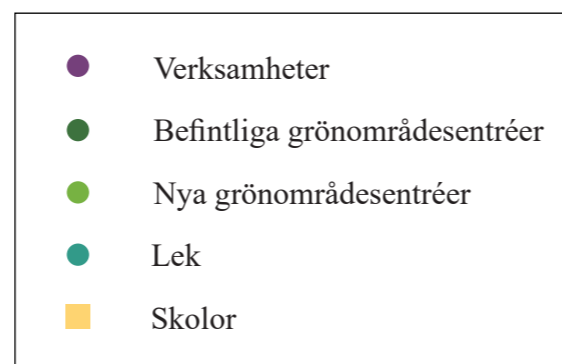 Verksamheter
Befintliga grönområdesentréer
Nya grönområdesentréer
Lek
Skolor